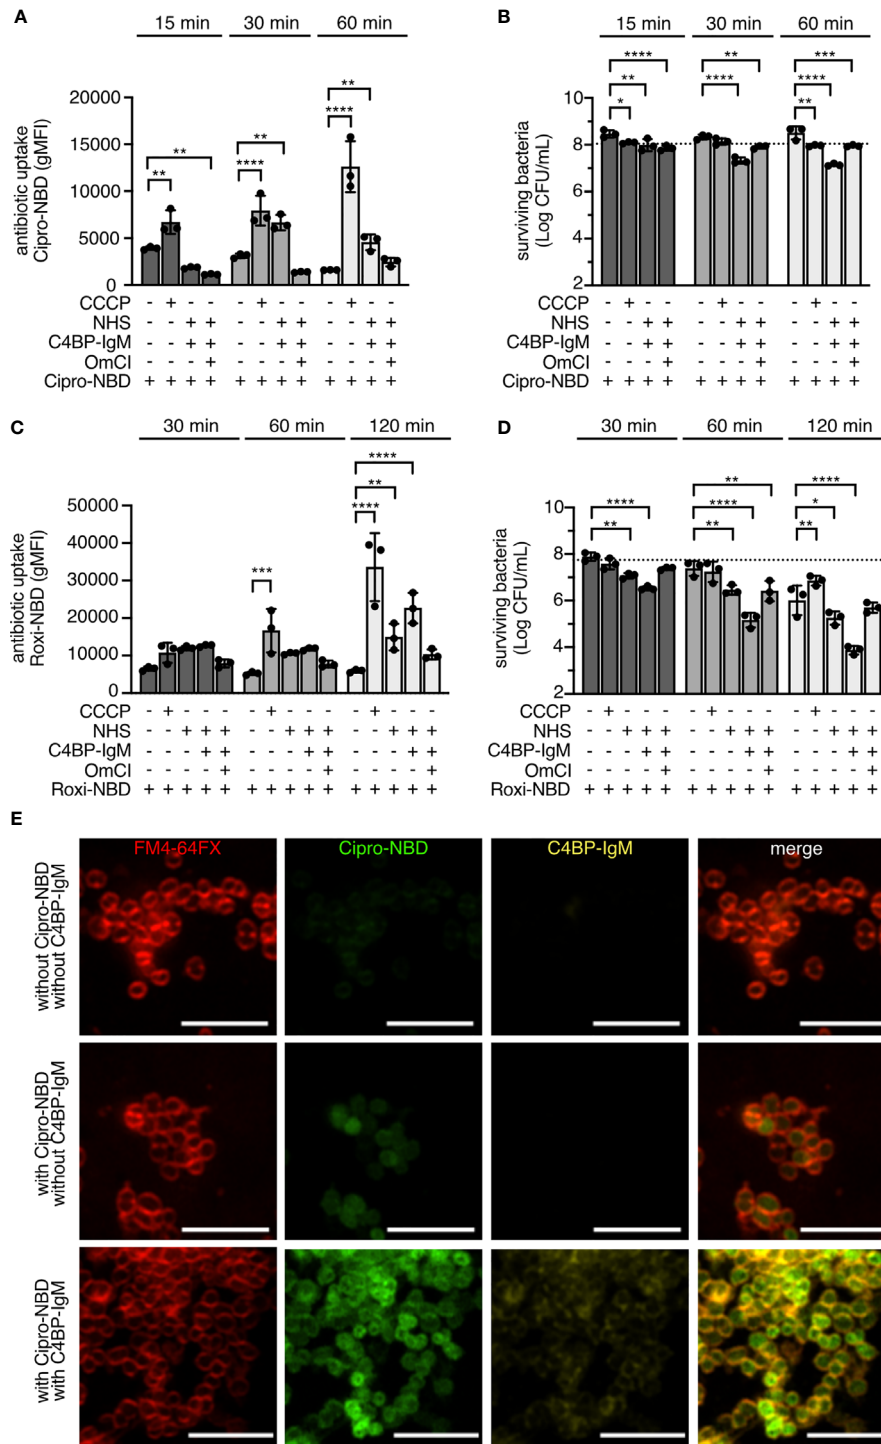 A
15 min 30 min 60 min
** **
**** **
**** **
antibiotic uptake
Cipro-NBD (gMFI)
20000
15000
10000
5000
0
CCCP - + - - - + - - - + - -
NHS - - + + - - + + - - + +
C4BP-IgM - - + + - - + + - - + +
OmCI - - - + - - - + - - - +
Cipro-NBD + + + + + + + + + + + +
B
15 min 30 min 60 min
**** ** ***
** **** ****
* **
surviving bacteria
(Log CFU/mL)
10
8
6
4
2
CCCP - + - - - + - - - + - -
NHS - - + + - - + + - - + +
C4BP-IgM - - + + - - + + - - + +
OmCI - - - + - - - + - - - +
Cipro-NBD + + + + + + + + + + + +
C
30 min 60 min 120 min
****
**
*** ****
antibiotic uptake
Roxi-NBD (gMFI)
50000
40000
30000
20000
10000
0
CCCP - + - - - - + - - - - + - - -
NHS - - + + + - - + + + - - + + +
C4BP-IgM - - - + + - - - + + - - - + +
OmCI - - - - + - - - - + - - - - +
Roxi-NBD + + + + + + + + + + + + + + +
D
30 min 60 min 120 min
** ****
**** **** *
** ** **
surviving bacteria
(Log CFU/mL)
10
8
6
4
2
CCCP - + - - - - + - - - - + - - -
NHS - - + + + - - + + + - - + + +
C4BP-IgM - - - + + - - - + + - - - + +
OmCI - - - - + - - - - + - - - - +
Roxi-NBD + + + + + + + + + + + + + + +
E
FM4-64FX Cipro-NBD C4BP-IgM merge
without Cipro-NBD
without C4BP-IgM
with Cipro-NBD
without C4BP-IgM
with Cipro-NBD
with C4BP-IgM